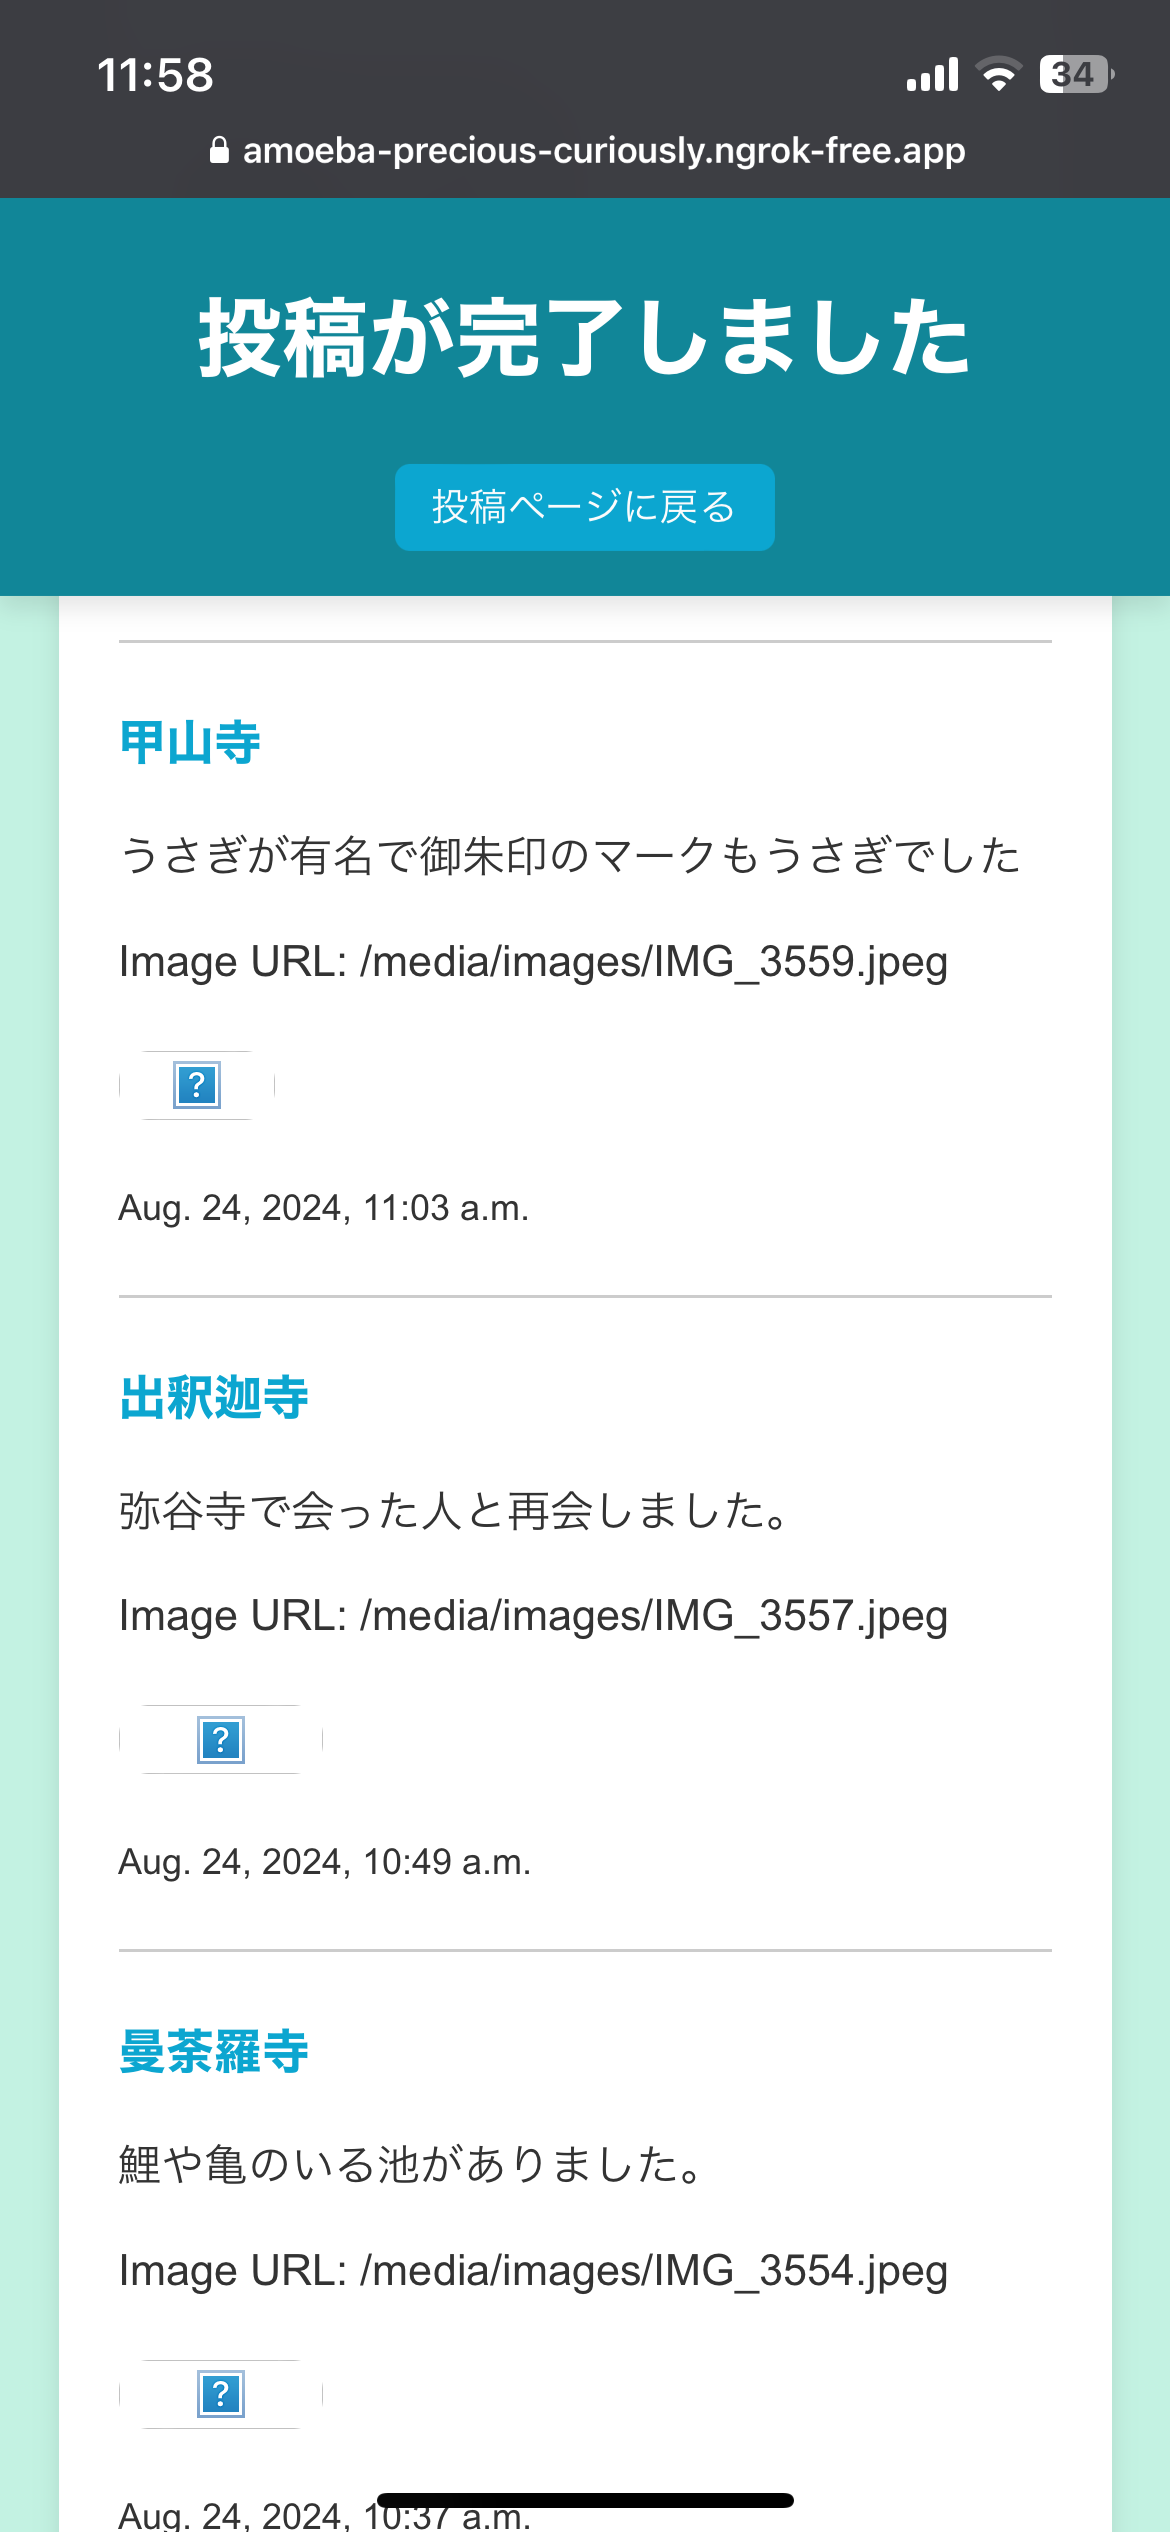 11:58
34
amoeba-precious-curiously.ngrok-free.app
投稿が完了しました
投稿ページに戻る
甲山寺
うさぎが有名で御朱印のマークもうさぎでした
Image URL: /media/images/IMG_3559.jpeg
?
Aug. 24, 2024, 11:03 a.m.
出釈迦寺
弥谷寺で会った人と再会しました。
Image URL: /media/images/IMG_3557.jpeg
?
Aug. 24, 2024, 10:49 a.m.
曼荼羅寺
鯉や亀のいる池がありました。
Image URL: /media/images/IMG_3554.jpeg
?
Aug. 24, 2024, 10:37 a.m.